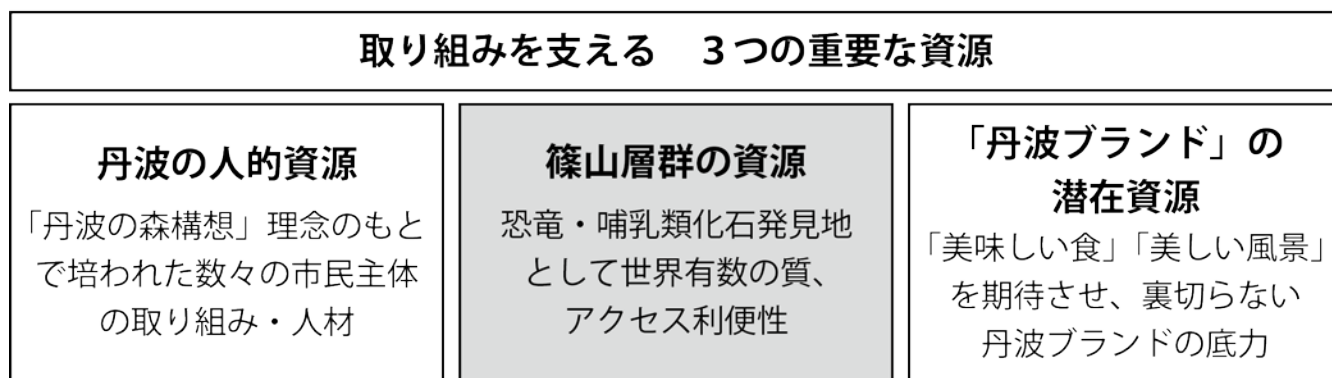 取り組みを支える　３つの重要な資源
丹波の人的資源
「丹波の森構想」理念のもと
で培われた数々の市民主体
の取り組み・人材
篠山層群の資源
恐竜・哺乳類化石発見地
として世界有数の質、
アクセス利便性
「丹波ブランド」の
潜在資源
「美味しい食」「美しい風景」
を期待させ、裏切らない
丹波ブランドの底力